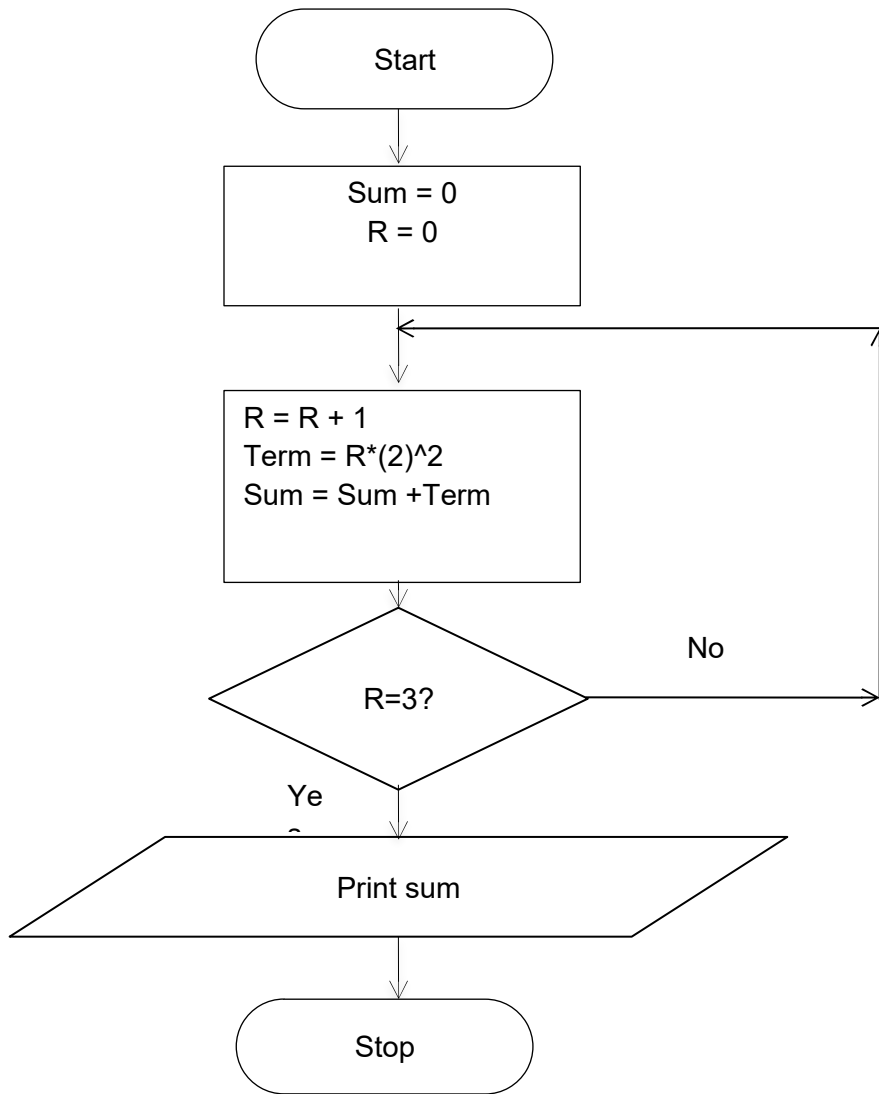 Start
Sum = 0
R = 0
R = R + 1
Term = R*(2)^2
Sum = Sum +Term
No
R=3?
Ye
Print sum
Stop